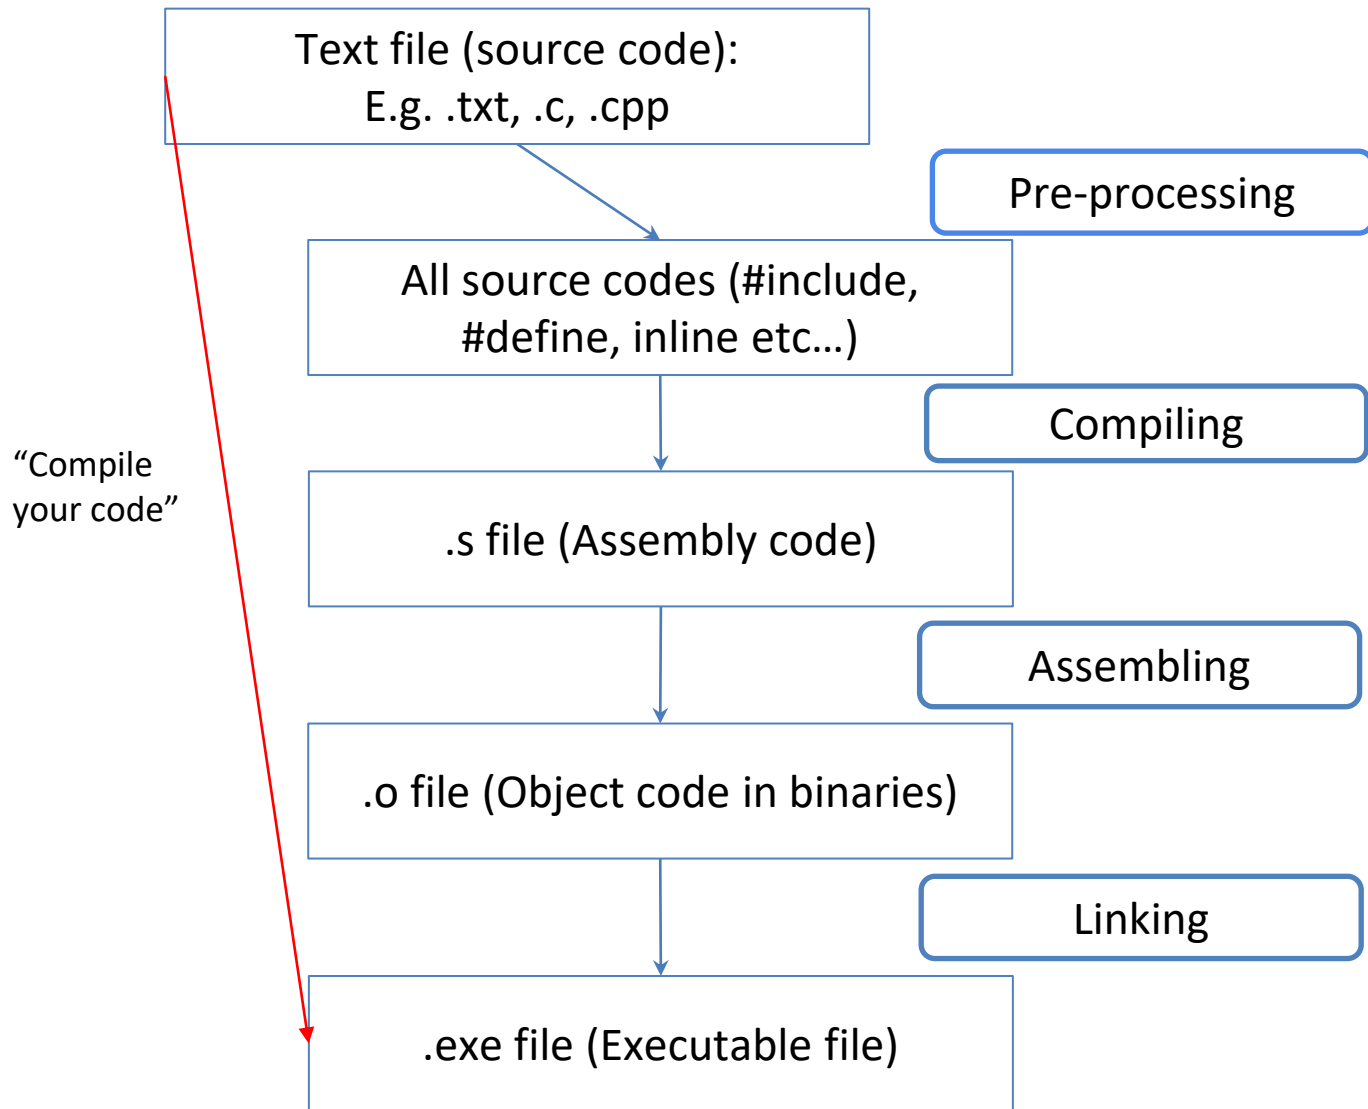 Text file (source code):
E.g. .txt, .c, .cpp
Pre-processing
All source codes (#include,
#define, inline etc…)
Compiling
“Compile
your code”
.s file (Assembly code)
Assembling
.o file (Object code in binaries)
Linking
.exe file (Executable file)